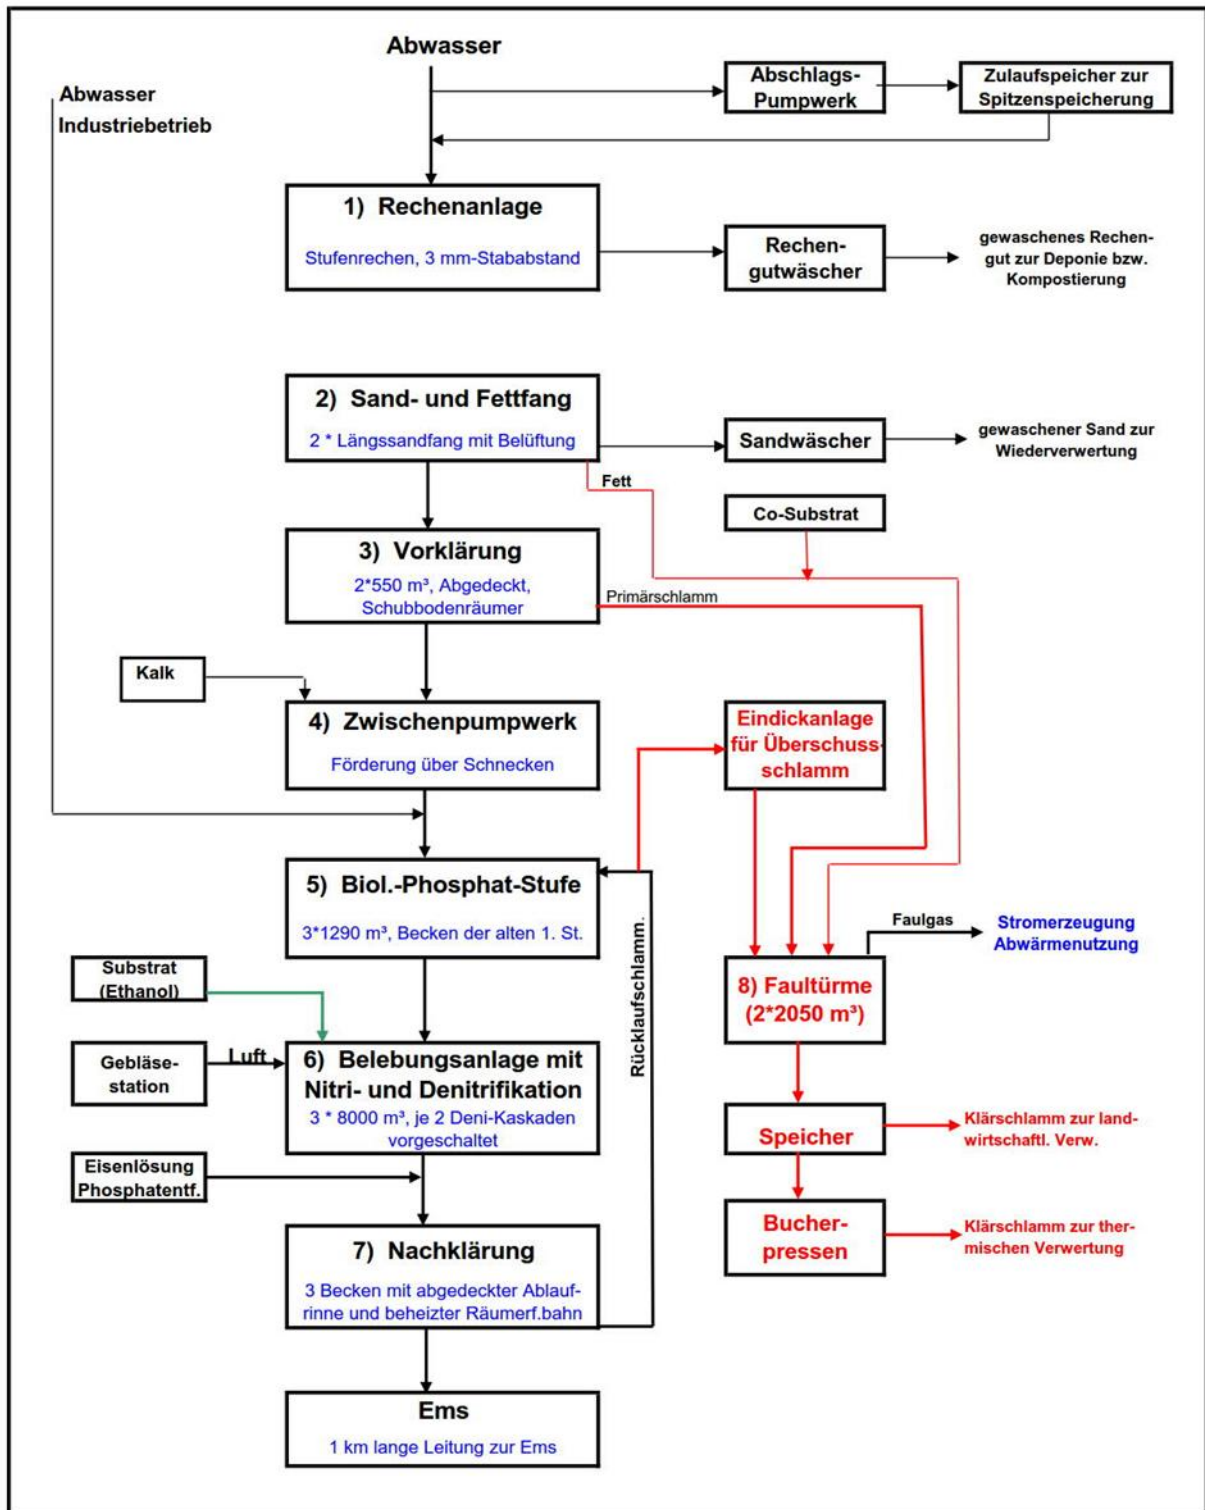 Abwasser
Abwasser
Industriebetrieb
Abschlags-
Pumpwerk
Zulaufspeicher zur
Spitzenspeicherung
1) Rechenanlage
Stufenrechen, 3 mm-Stababstand
Rechen-
gutwäscher
gewaschenes Rechen-
gut zur Deponie bzw.
Kompostierung
2) Sand- und Fettfang
2 * Längssandfang mit Belüftung
Sandwäscher
gewaschener Sand zur
Wiederverwertung
Fett
Co-Substrat
3) Vorklärung
2*550 m³, Abgedeckt,
Schubbodenräumer
Primärschlamm
Kalk
4) Zwischenpumpwerk
Förderung über Schnecken
Eindickanlage
für Überschuss-
schlamm
5) Biol.-Phosphat-Stufe
3*1290 m³, Becken der alten 1. St.
Rücklaufschlamm.
Faulgas
Stromerzeugung
Abwärmenutzung
Substrat
(Ethanol)
8) Faultürme
(2*2050 m³)
Gebläse-
station
Luft
6) Belebungsanlage mit
Nitri- und Denitrifikation
3 * 8000 m³, je 2 Deni-Kaskaden
vorgeschaltet
Speicher
Klärschlamm zur land-
wirtschaftl. Verw.
Eisenlösung
Phosphatentf.
Bucher-
pressen
Klärschlamm zur ther-
mischen Verwertung
7) Nachklärung
3 Becken mit abgedeckter Ablauf-
rinne und beheizter Räumerf.bahn
Ems
1 km lange Leitung zur Ems